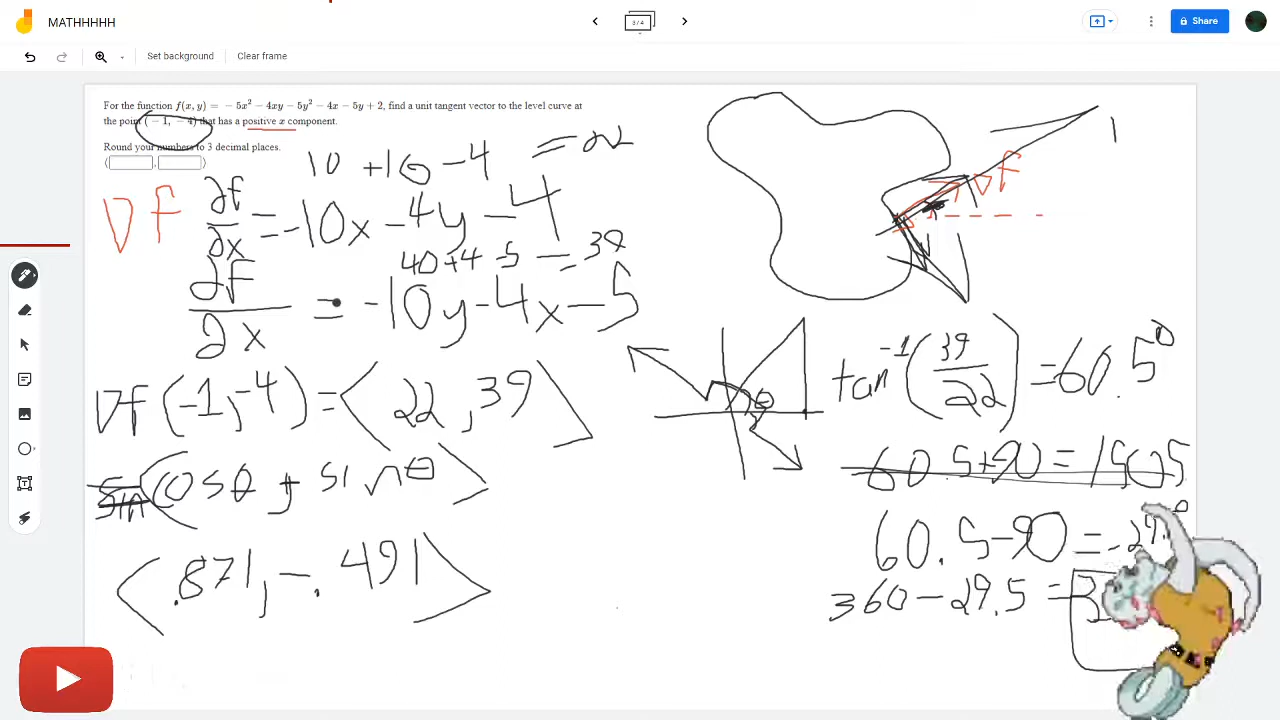 MATHHHHH
3/4
Share
Set background
Clear frame
For the function f(x, y) = − 5x² − 4xy − 5y² − 4x − 5y + 2, find a unit tangent vector to the level curve at
the point (− 1, − 4) that has a positive x component.
Round your numbers to 3 decimal places.
( , )
10 +16 −4 = 22
∇f ∂f/∂x = −10x −4y −4
40+4 −5 = 39
∂f/∂x = −10y −4x −5
∇f (−1, −4) = ⟨22, 39⟩
⟨cosθ + sinθ⟩
⟨.871, −.491⟩
∇f
1
θ
tan⁻¹(39/22) = 60.5°
60.5+90 = 150.5
60.5−90 = −29.
360 − 29.5 =